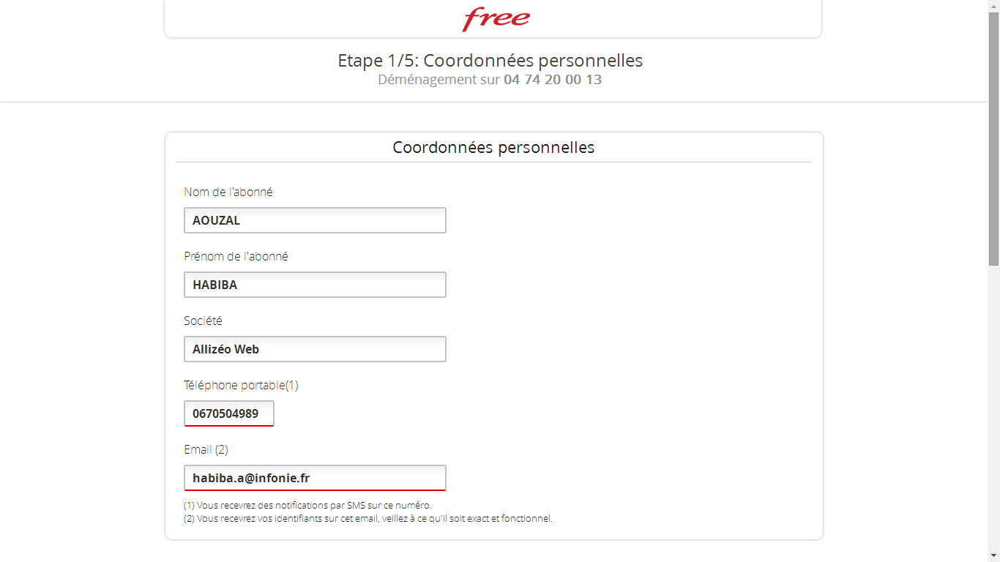 free
Etape 1/5: Coordonnées personnelles
Déménagement sur 04 74 20 00 13
Coordonnées personnelles
Nom de l'abonné
AOUZAL
Prénom de l'abonné
HABIBA
Société
Allizéo Web
Téléphone portable(1)
0670504989
Email (2)
habiba.a@infonie.fr
(1) Vous recevrez des notifications par SMS sur ce numéro.
(2) Vous recevrez vos identifiants sur cet email, veillez à ce qu'il soit exact et fonctionnel.